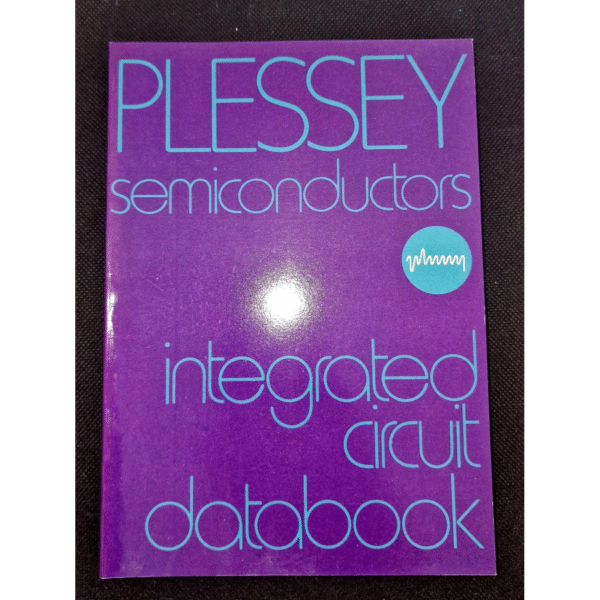 PLESSEY
semiconductors
integrated
circuit
databook